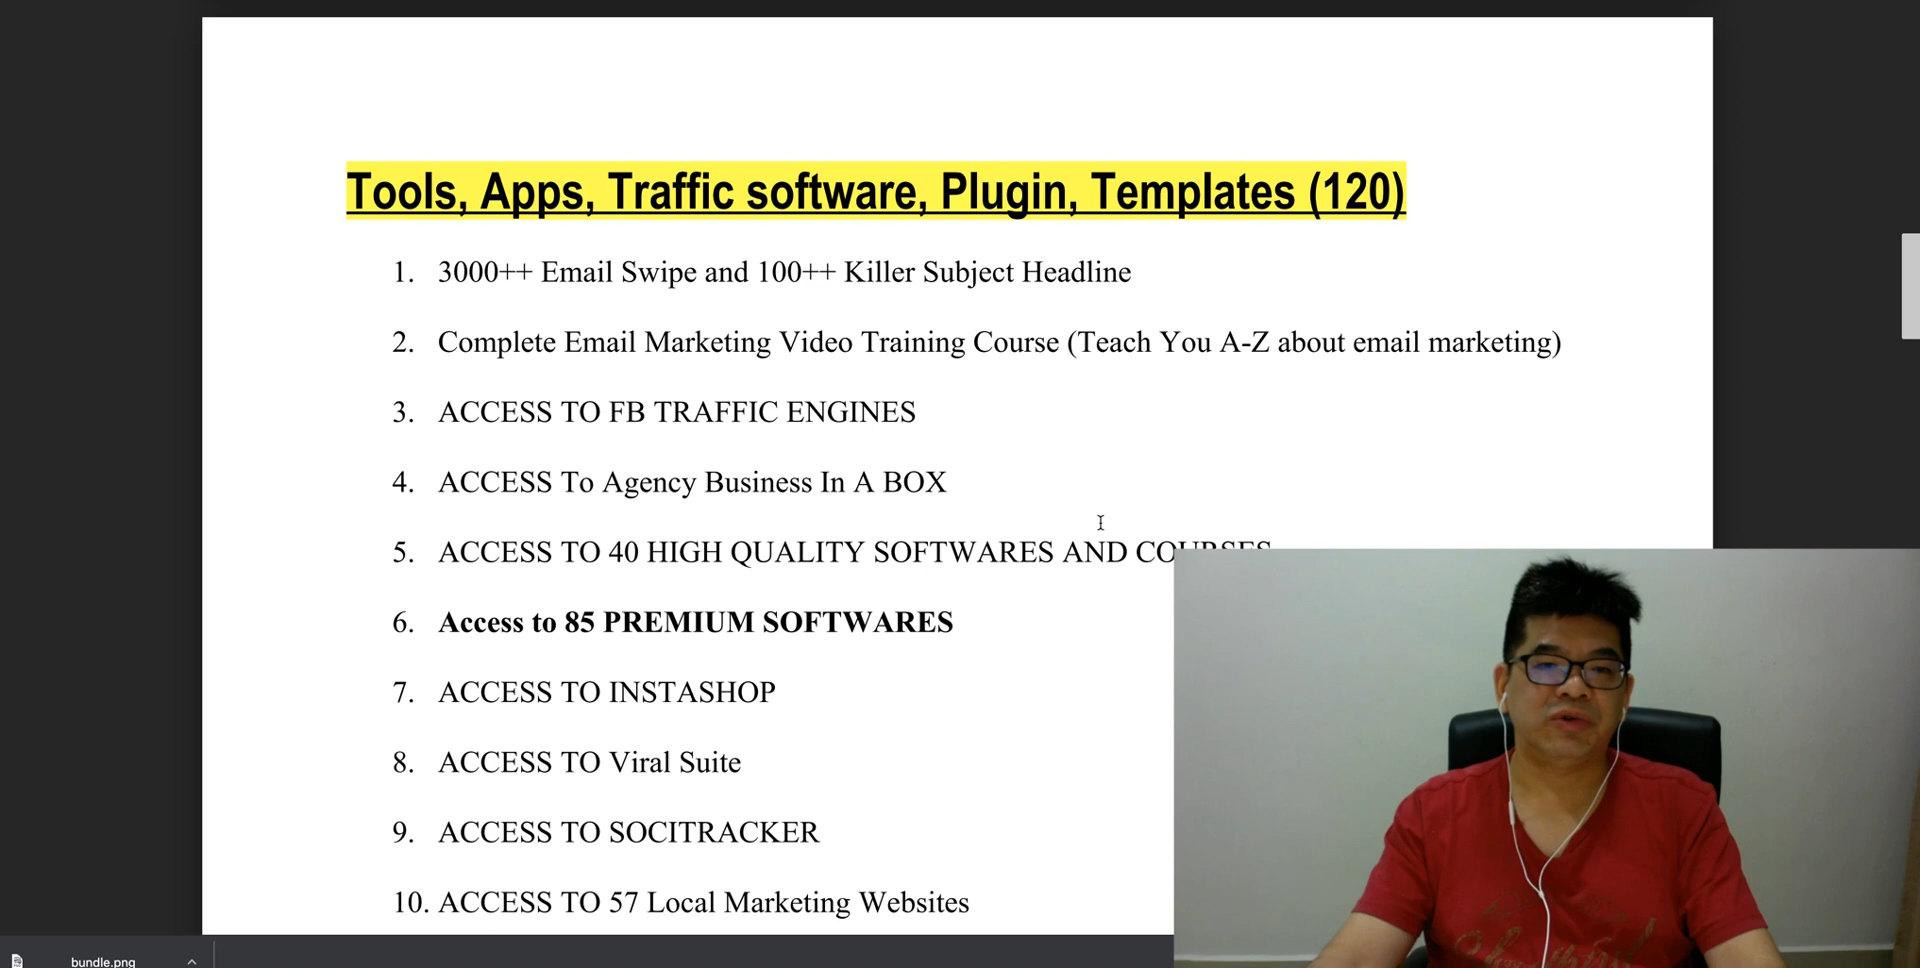 Tools, Apps, Traffic software, Plugin, Templates (120)
1. 3000++ Email Swipe and 100++ Killer Subject Headline
2. Complete Email Marketing Video Training Course (Teach You A-Z about email marketing)
3. ACCESS TO FB TRAFFIC ENGINES
4. ACCESS To Agency Business In A BOX
5. ACCESS TO 40 HIGH QUALITY SOFTWARES AND COURSES
6. Access to 85 PREMIUM SOFTWARES
7. ACCESS TO INSTASHOP
8. ACCESS TO Viral Suite
9. ACCESS TO SOCITRACKER
10. ACCESS TO 57 Local Marketing Websites
bundle.png